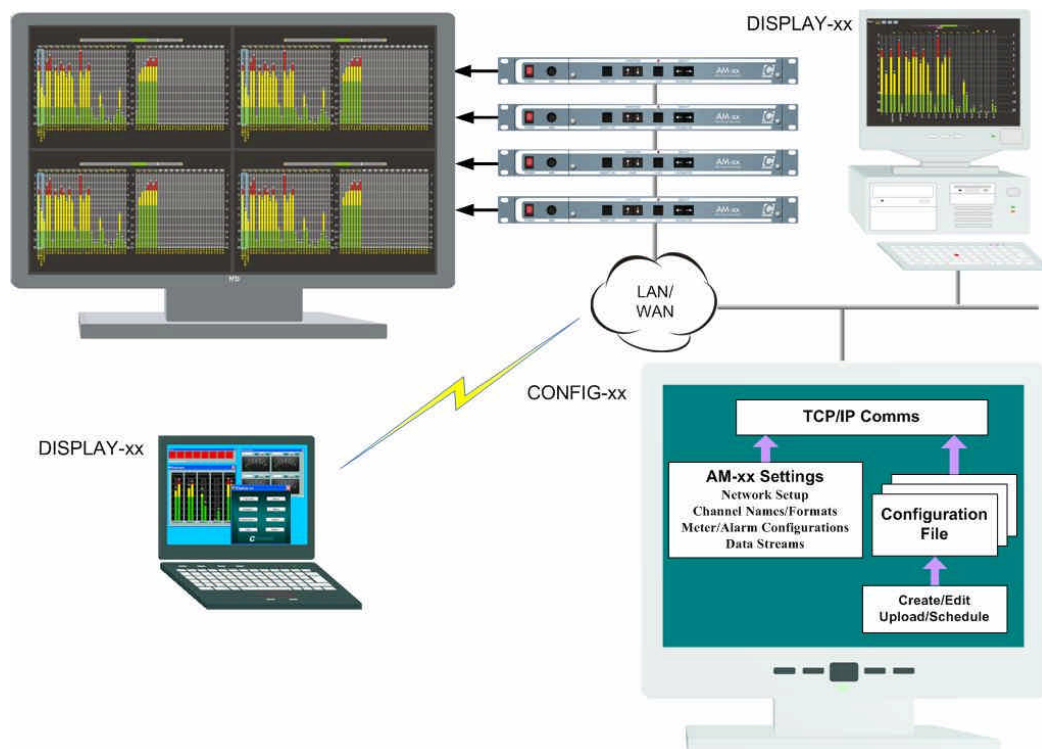 DISPLAY-xx
AM-xx
AM-xx
AM-xx
AM-xx
LAN/
WAN
CONFIG-xx
TCP/IP Comms
DISPLAY-xx
AM-xx Settings
Network Setup
Channel Names/Formats
Meter/Alarm Configurations
Data Streams
Configuration
File
Create/Edit
Upload/Schedule